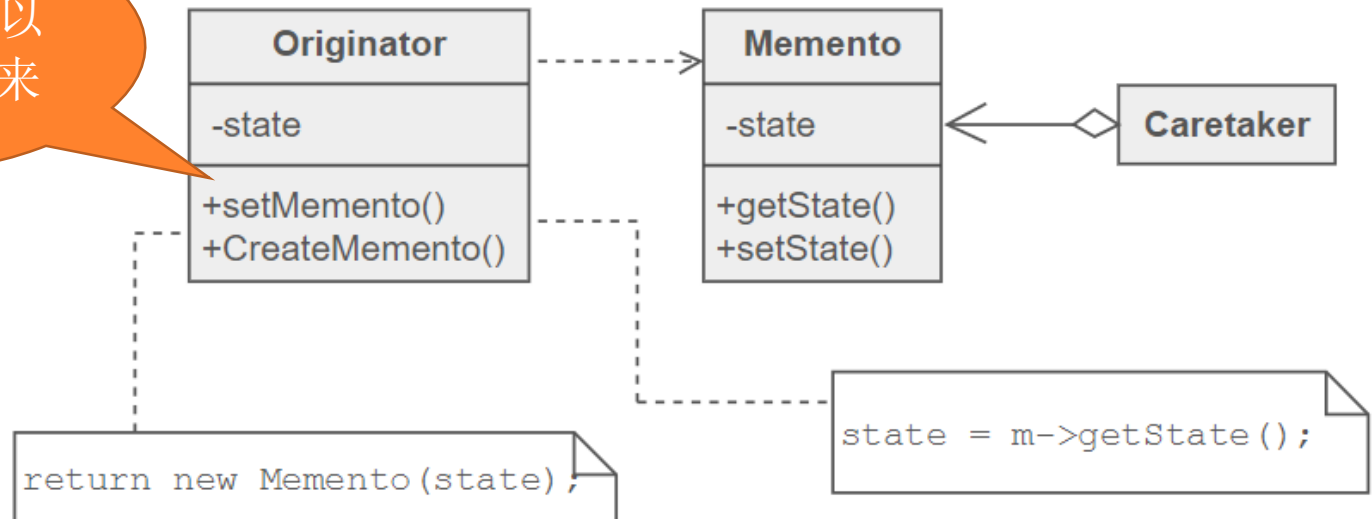 以
来
Originator
-state
+setMemento()
+CreateMemento()
Memento
-state
+getState()
+setState()
Caretaker
return new Memento(state);
state = m->getState();